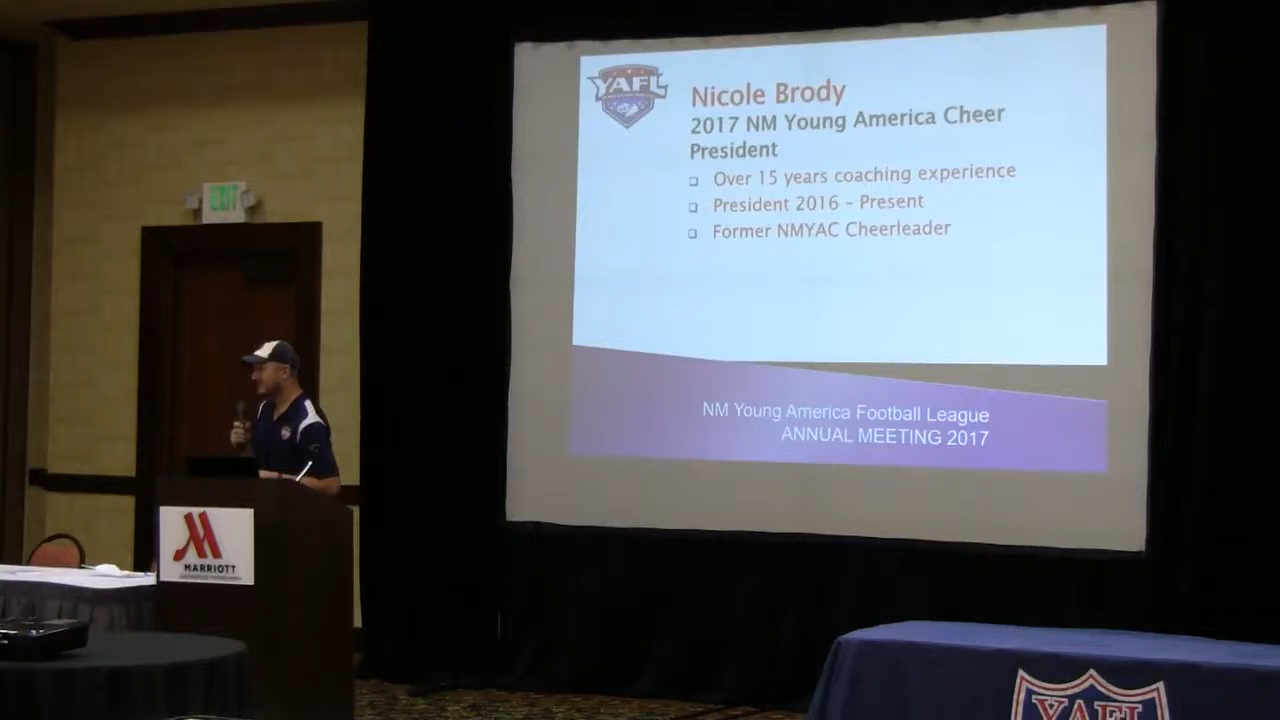 YAFL
Nicole Brody
2017 NM Young America Cheer
President
Over 15 years coaching experience
President 2016 – Present
Former NMYAC Cheerleader
NM Young America Football League
ANNUAL MEETING 2017
EXIT
MARRIOTT
YAFL